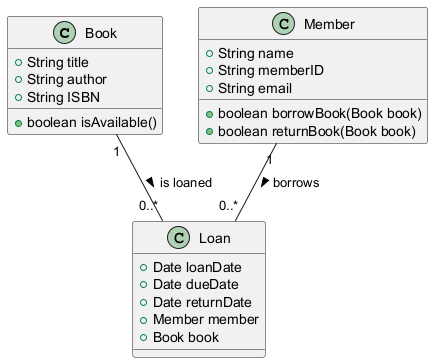 C Book
String title
String author
String ISBN
boolean isAvailable()
C Member
String name
String memberID
String email
boolean borrowBook(Book book)
boolean returnBook(Book book)
1
1
is loaned
borrows
0..*
0..*
C Loan
Date loanDate
Date dueDate
Date returnDate
Member member
Book book